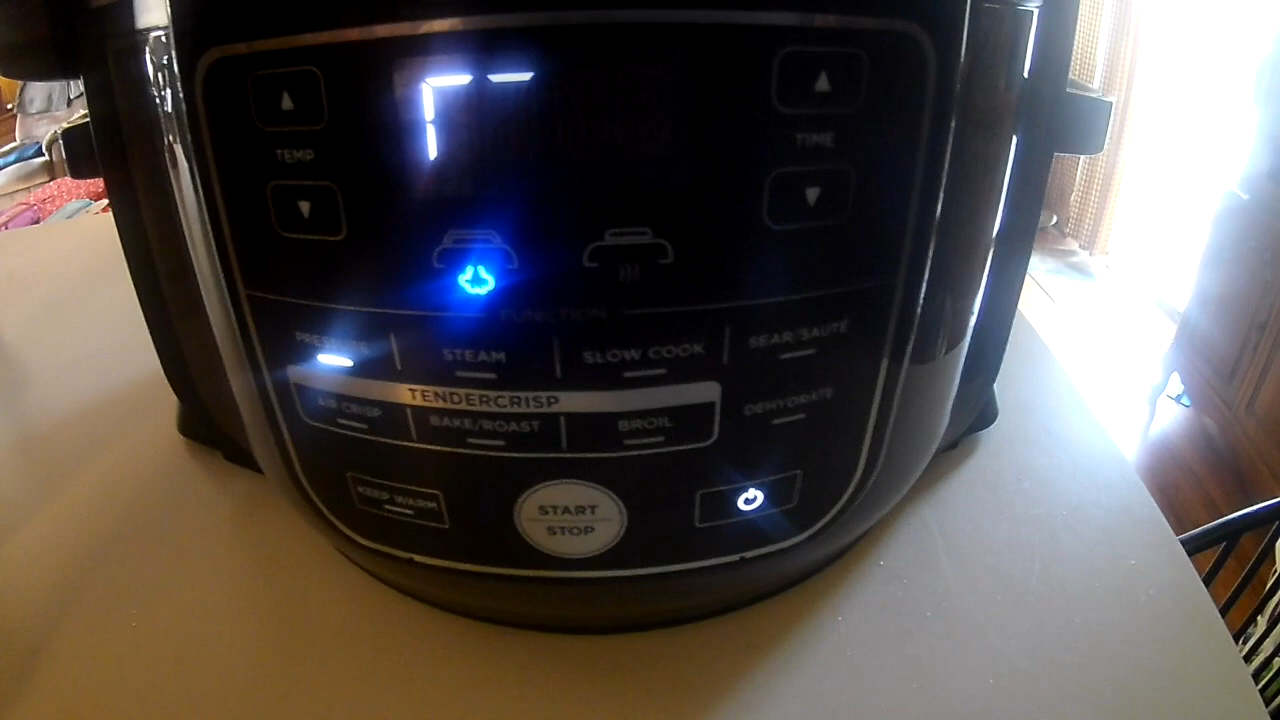 TEMP
TIME
FUNCTION
PRESSURE
STEAM
SLOW COOK
SEAR/SAUTÉ
TENDERCRISP
AIR CRISP
BAKE/ROAST
BROIL
DEHYDRATE
KEEP WARM
START
STOP